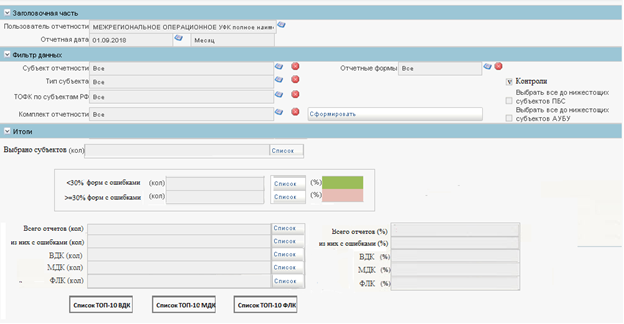 Заголовочная часть
Пользователь отчетности МЕЖРЕГИОНАЛЬНОЕ ОПЕРАЦИОННОЕ УФК полное наиме
Отчетная дата 01.09.2018 Месяц
Фильтр данных
Субъект отчетности Все Отчетные формы Все
Тип субъекта Все Контроли
ТОФК по субъектам РФ Все Выбрать все до нижестоящих субъектов ПБС
Комплект отчетности Все Сформировать Выбрать все до нижестоящих субъектов АУБУ
Итоги
Выбрано субъектов (кол) Список
<30% форм с ошибками (кол) Список (%)
>=30% форм с ошибками (кол) Список (%)
Всего отчетов (кол) Список Всего отчетов (%)
из них с ошибками (кол) Список из них с ошибками (%)
ВДК (кол) Список ВДК (%)
МДК (кол) Список МДК (%)
ФЛК (кол) Список ФЛК (%)
Список ТОП-10 ВДК Список ТОП-10 МДК Список ТОП-10 ФЛК